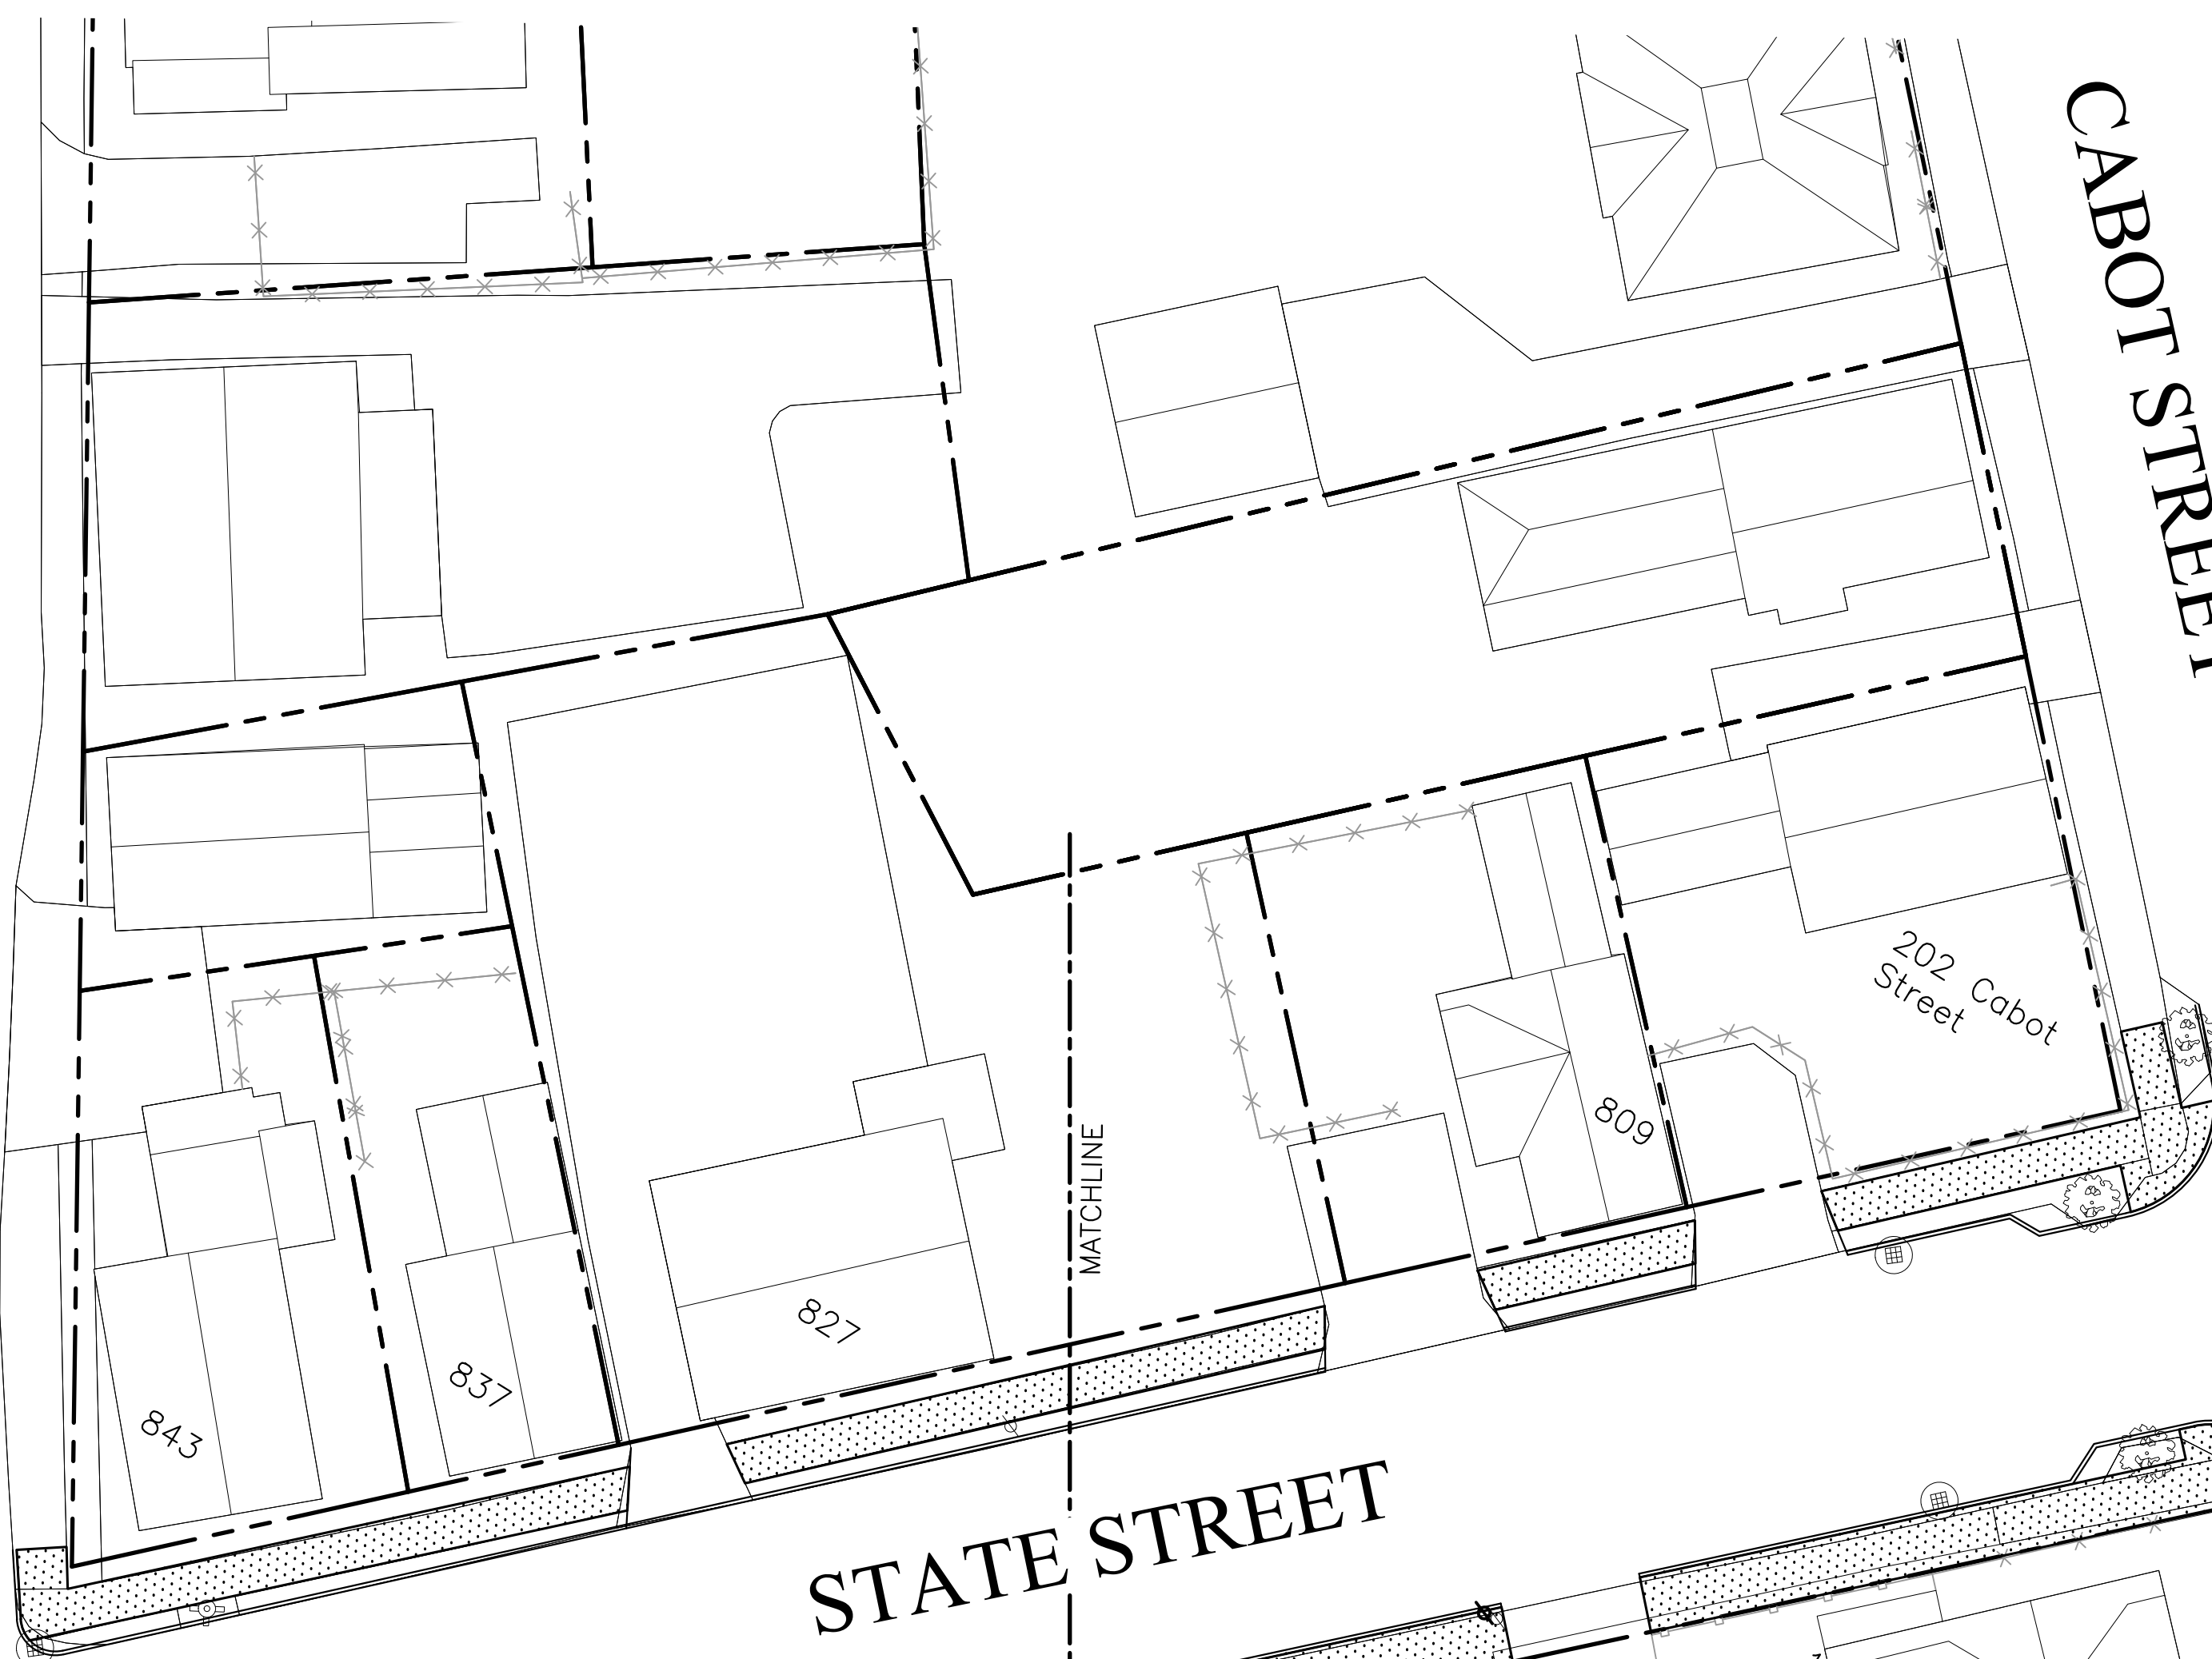 CABOT STREET
202 Cabot
Street
809
MATCHLINE
827
837
843
STATE STREET